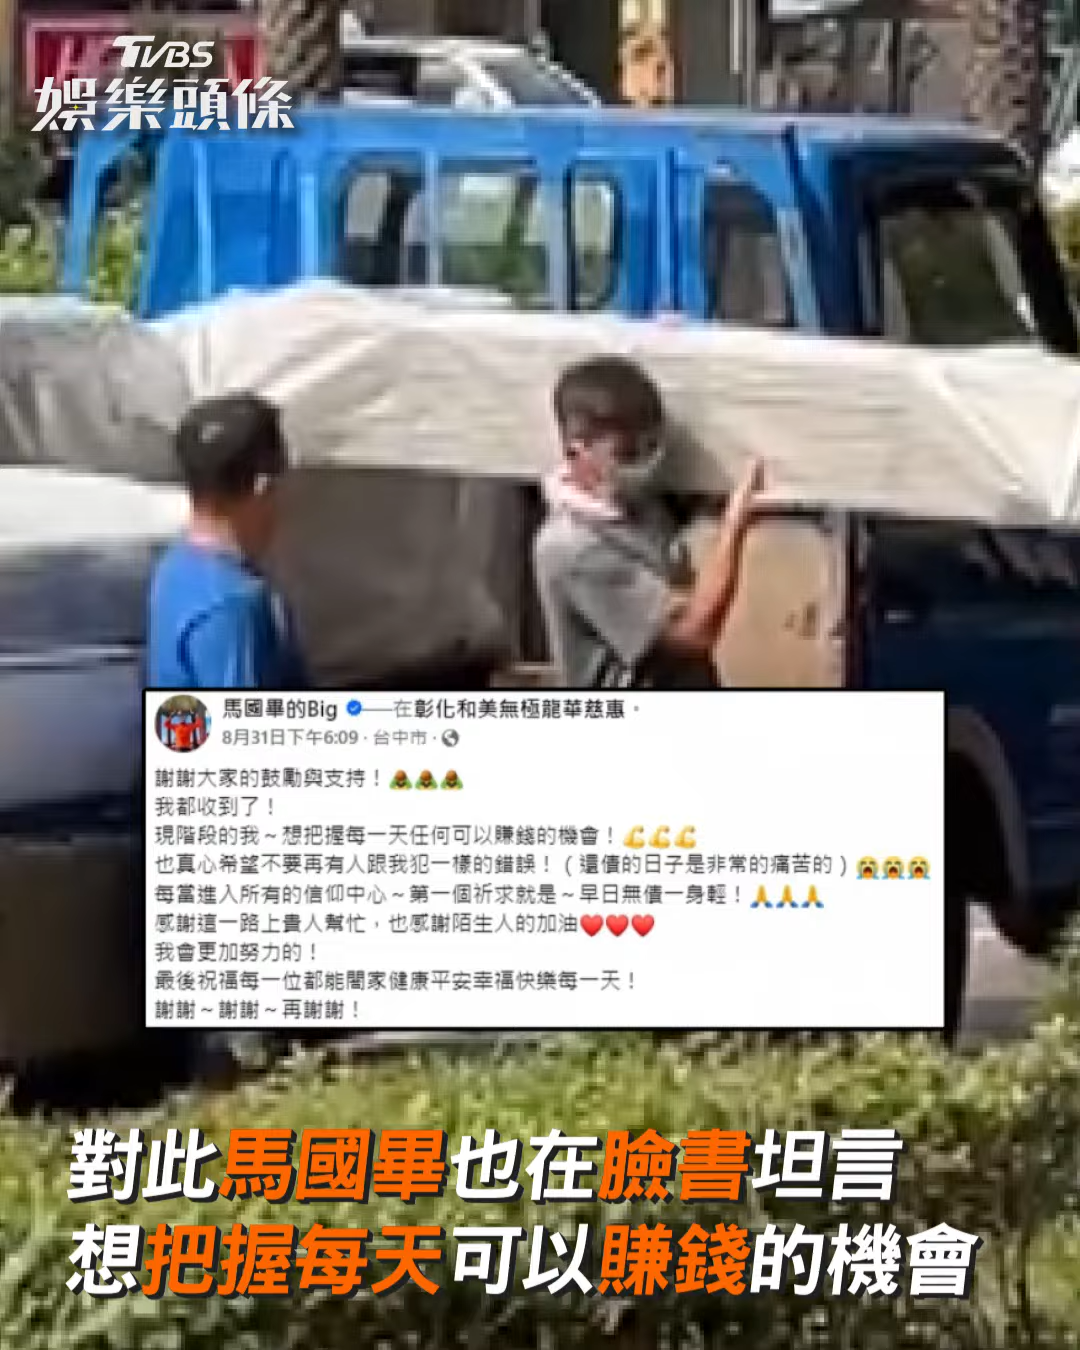 TVBS
娛樂頭條
馬國畢的Big ——在彰化和美無極龍華慈惠。
8月31日下午6:09 · 台中市 ·
謝謝大家的鼓勵與支持！
我都收到了！
現階段的我～想把握每一天任何可以賺錢的機會！💪💪💪
也真心希望不要再有人跟我犯一樣的錯誤！（還債的日子是非常的痛苦的）😭😭😭
每當進入所有的信仰中心～第一個祈求就是～早日無債一身輕！🙏🙏🙏
感謝這一路上貴人幫忙，也感謝陌生人的加油❤️❤️❤️
我會更加努力的！
最後祝福每一位都能闔家健康平安幸福快樂每一天！
謝謝～謝謝～再謝謝！
對此馬國畢也在臉書坦言
想把握每天可以賺錢的機會